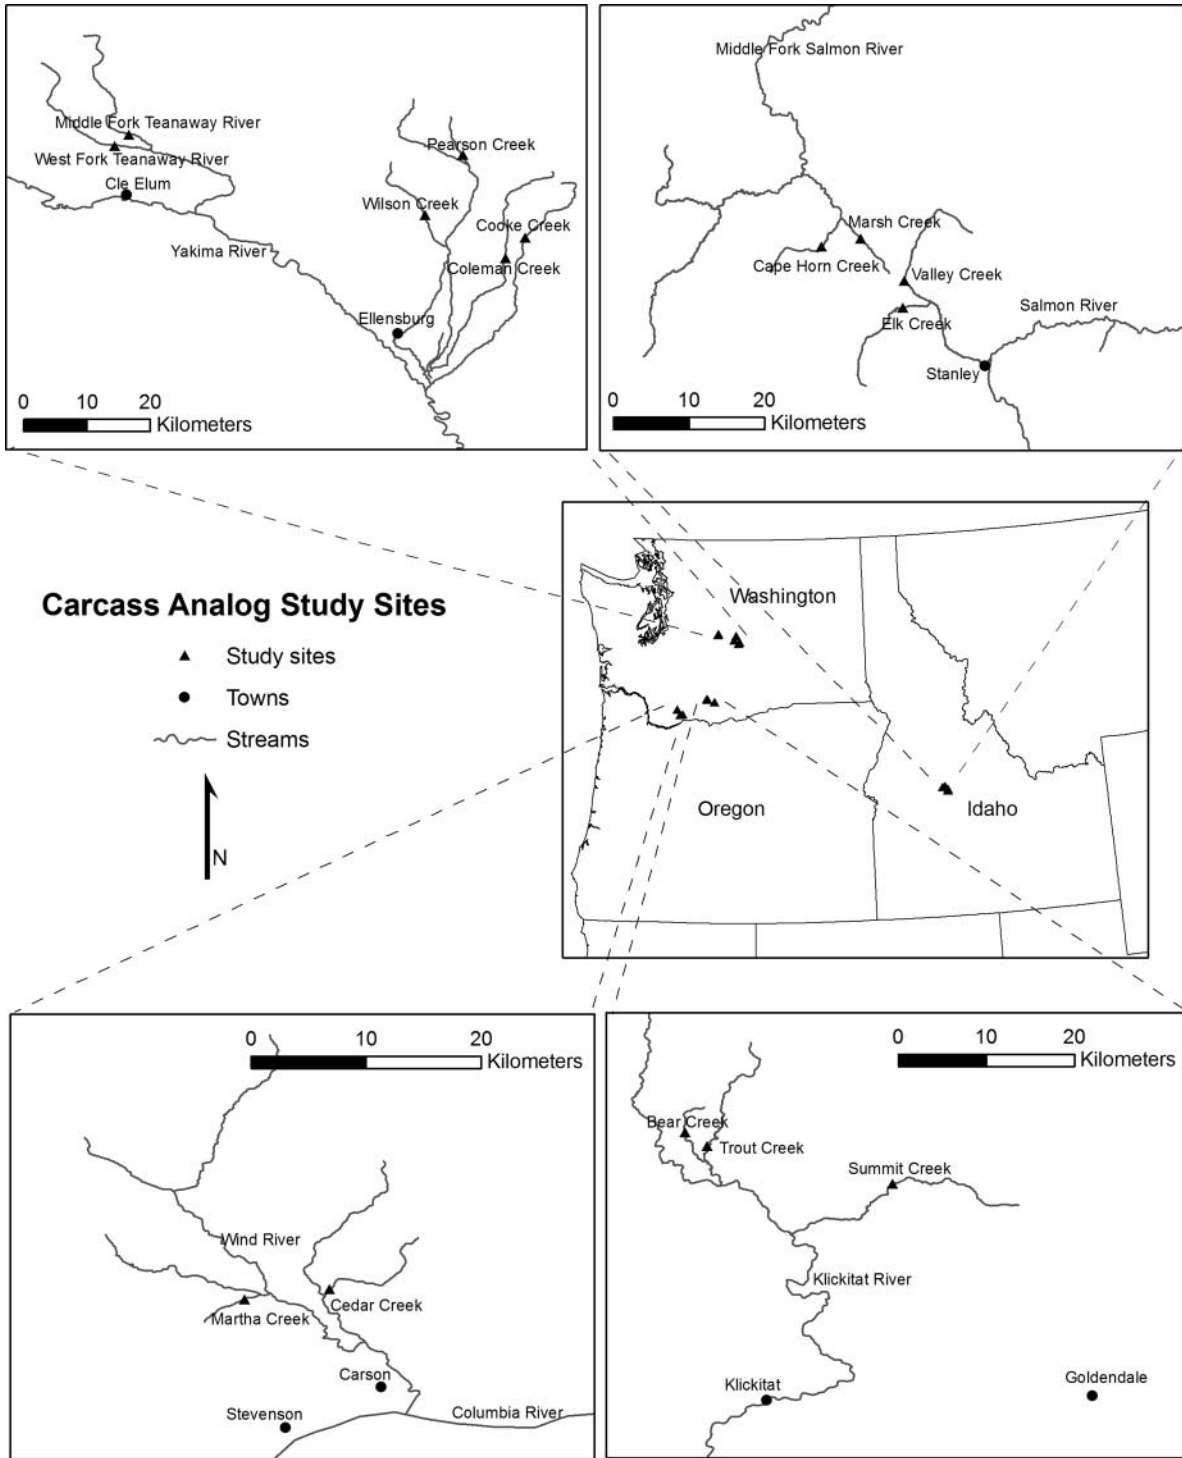 Middle Fork Teanaway River
West Fork Teanaway River
Cle Elum
Yakima River
Pearson Creek
Wilson Creek
Cooke Creek
Coleman Creek
Ellensburg
0 10 20
Kilometers
Middle Fork Salmon River
Marsh Creek
Cape Horn Creek
Valley Creek
Elk Creek
Salmon River
Stanley
0 10 20
Kilometers
Carcass Analog Study Sites
Study sites
Towns
Streams
N
Washington
Oregon
Idaho
0 10 20
Kilometers
Wind River
Cedar Creek
Martha Creek
Carson
Stevenson
Columbia River
0 10 20
Kilometers
Bear Creek
Trout Creek
Summit Creek
Klickitat River
Klickitat
Goldendale